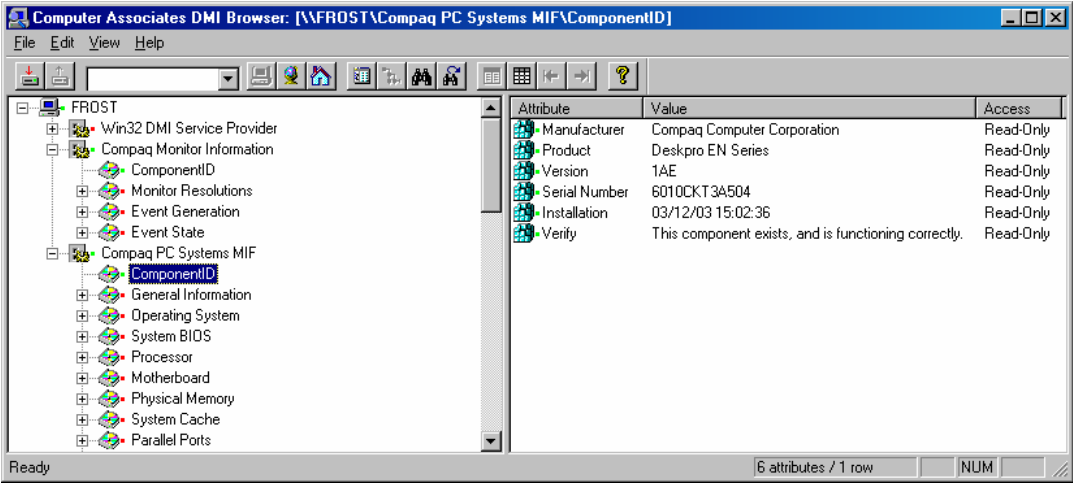 Computer Associates DMI Browser: [\\FROST\Compaq PC Systems MIF\ComponentID]
File Edit View Help
FROST
Win32 DMI Service Provider
Compaq Monitor Information
ComponentID
Monitor Resolutions
Event Generation
Event State
Compaq PC Systems MIF
ComponentID
General Information
Operating System
System BIOS
Processor
Motherboard
Physical Memory
System Cache
Parallel Ports
Attribute Value Access
Manufacturer Compaq Computer Corporation Read-Only
Product Deskpro EN Series Read-Only
Version 1AE Read-Only
Serial Number 6010CKT3A504 Read-Only
Installation 03/12/03 15:02:36 Read-Only
Verify This component exists, and is functioning correctly. Read-Only
Ready 6 attributes / 1 row NUM